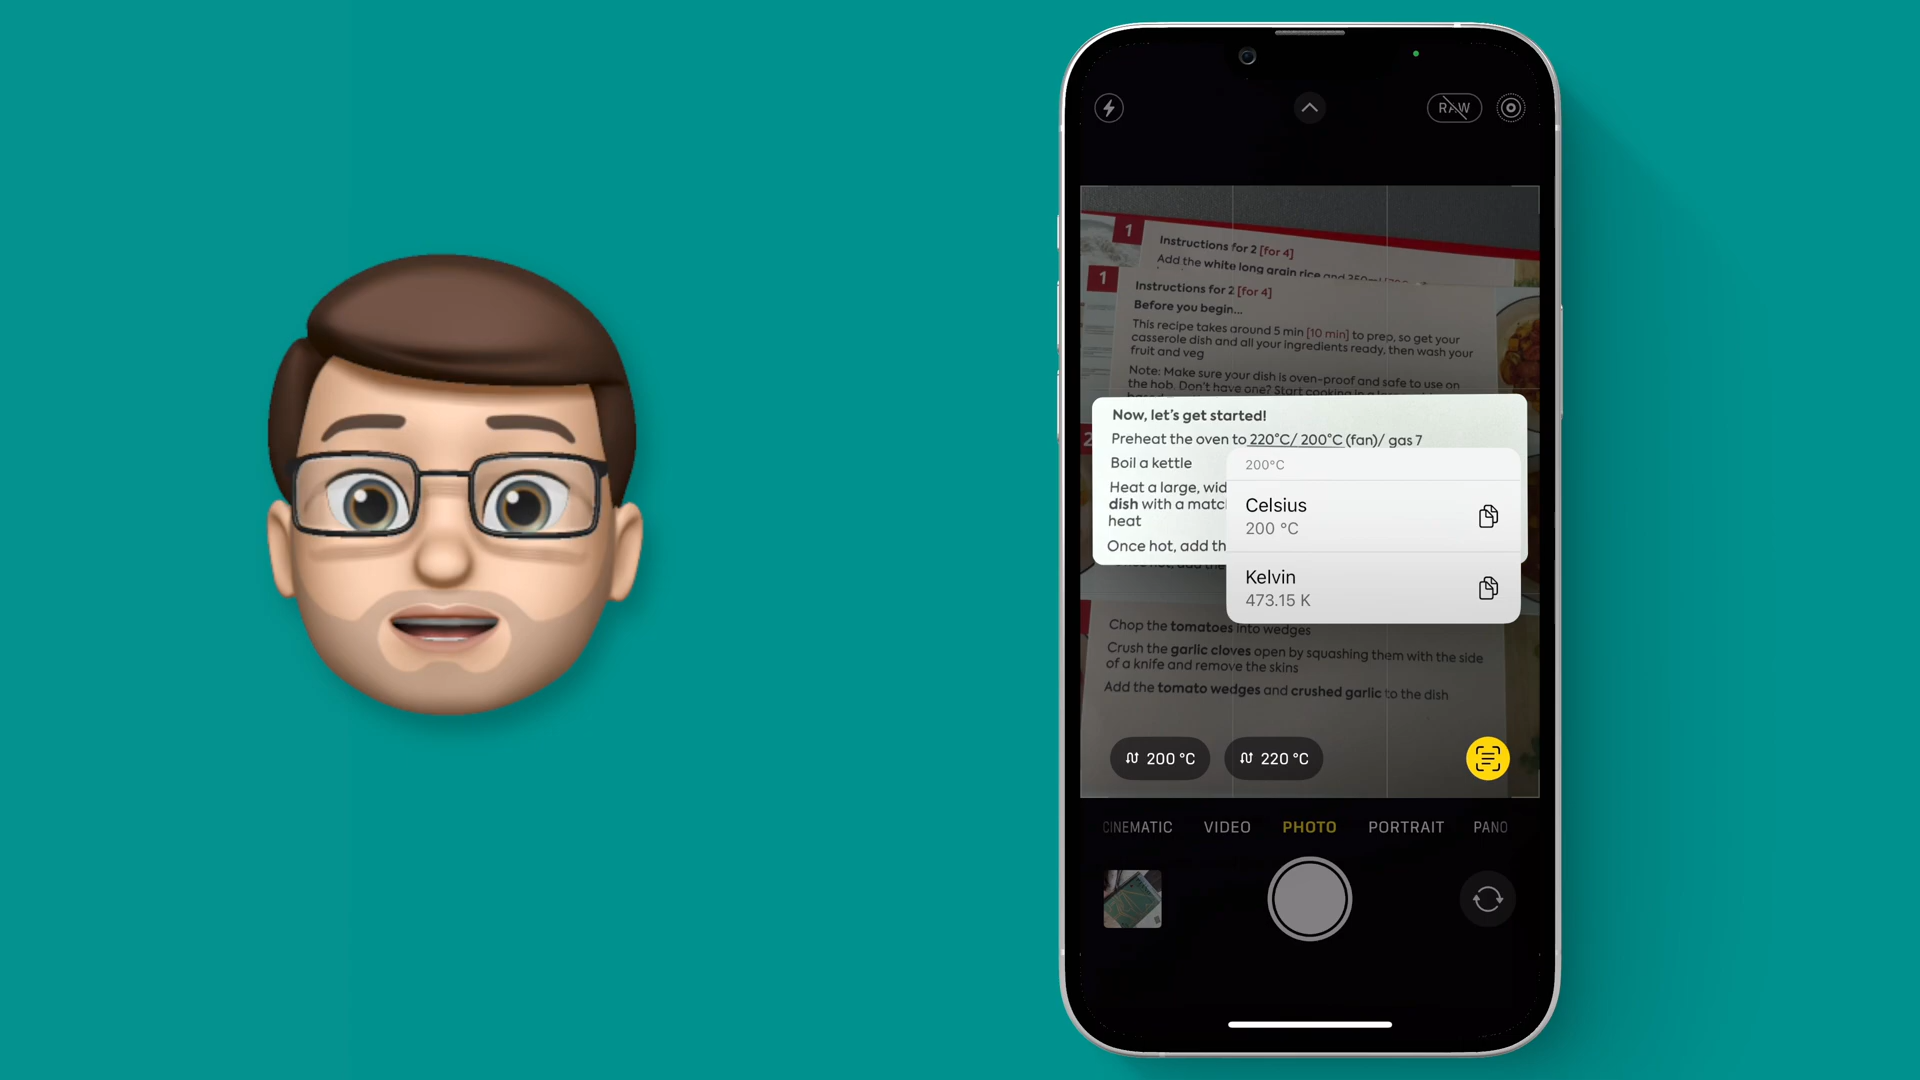 RAW
1
Instructions for 2 [for 4]
Add the white long grain rice and 350ml
1
Instructions for 2 [for 4]
Before you begin...
This recipe takes around 5 min [10 min] to prep, so get your
casserole dish and all your ingredients ready, then wash your
fruit and veg
Note: Make sure your dish is oven-proof and safe to use on
the hob. Don't have one? Start cooking in a
Now, let's get started!
2
Preheat the oven to 220°C/ 200°C (fan)/ gas 7
Boil a kettle
200°C
Heat a large, wid
dish with a matc
heat
Celsius
200 °C
Once hot, add th
Kelvin
473.15 K
Chop the tomatoes into wedges
Crush the garlic cloves open by squashing them with the side
of a knife and remove the skins
Add the tomato wedges and crushed garlic to the dish
200 °C
220 °C
CINEMATIC VIDEO PHOTO PORTRAIT PANO